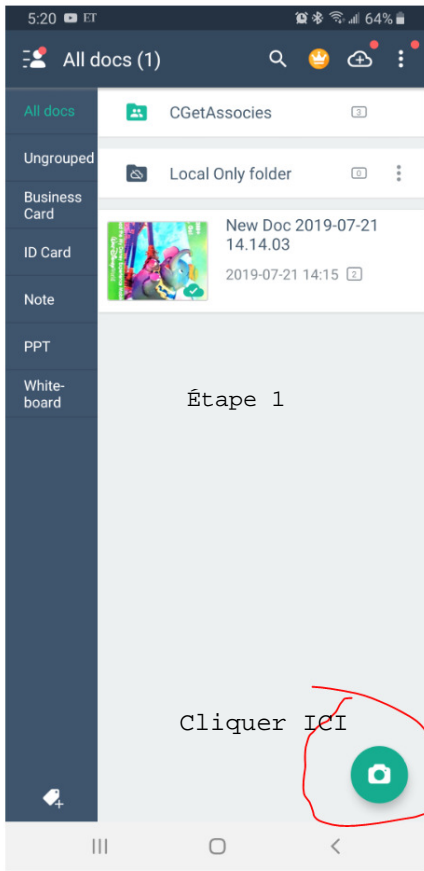 5:20 ET 64%
All docs (1)
All docs
Ungrouped
Business
Card
ID Card
Note
PPT
White-
board
CGetAssocies 3
Local Only folder 0
New Doc 2019-07-21
14.14.03
2019-07-21 14:15 2
Étape 1
Cliquer ICI